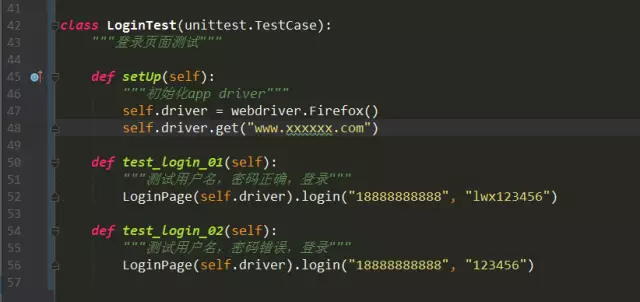 41
42 class LoginTest(unittest.TestCase):
43 """登录页面测试"""
44
45 def setUp(self):
46 """初始化app driver"""
47 self.driver = webdriver.Firefox()
48 self.driver.get("www.xxxxxx.com")
49
50 def test_login_01(self):
51 """测试用户名，密码正确，登录"""
52 LoginPage(self.driver).login("18888888888", "lwx123456")
53
54 def test_login_02(self):
55 """测试用户名，密码错误，登录"""
56 LoginPage(self.driver).login("18888888888", "123456")
57